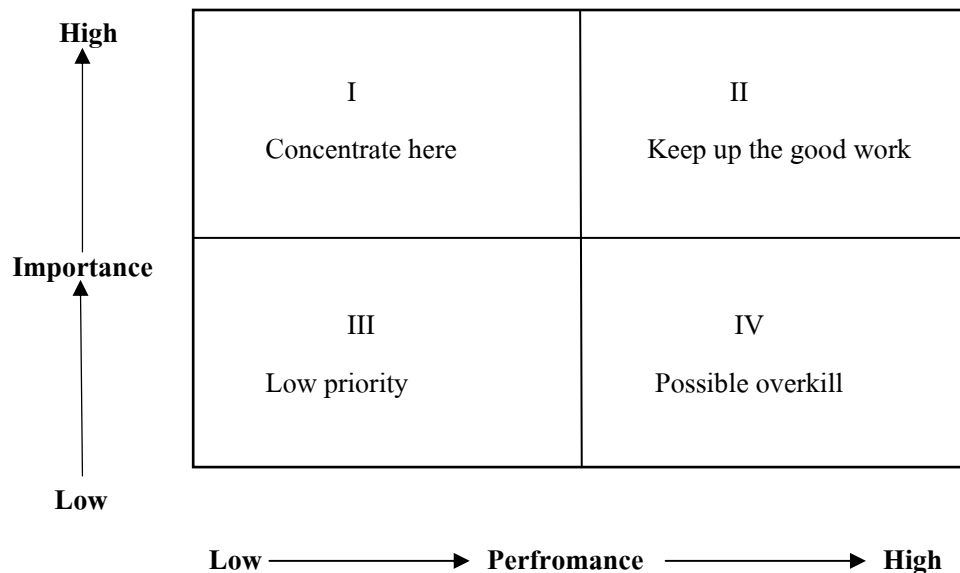 High
I
II
Concentrate here
Keep up the good work
Importance
III
IV
Low priority
Possible overkill
Low
Low
Perfromance
High